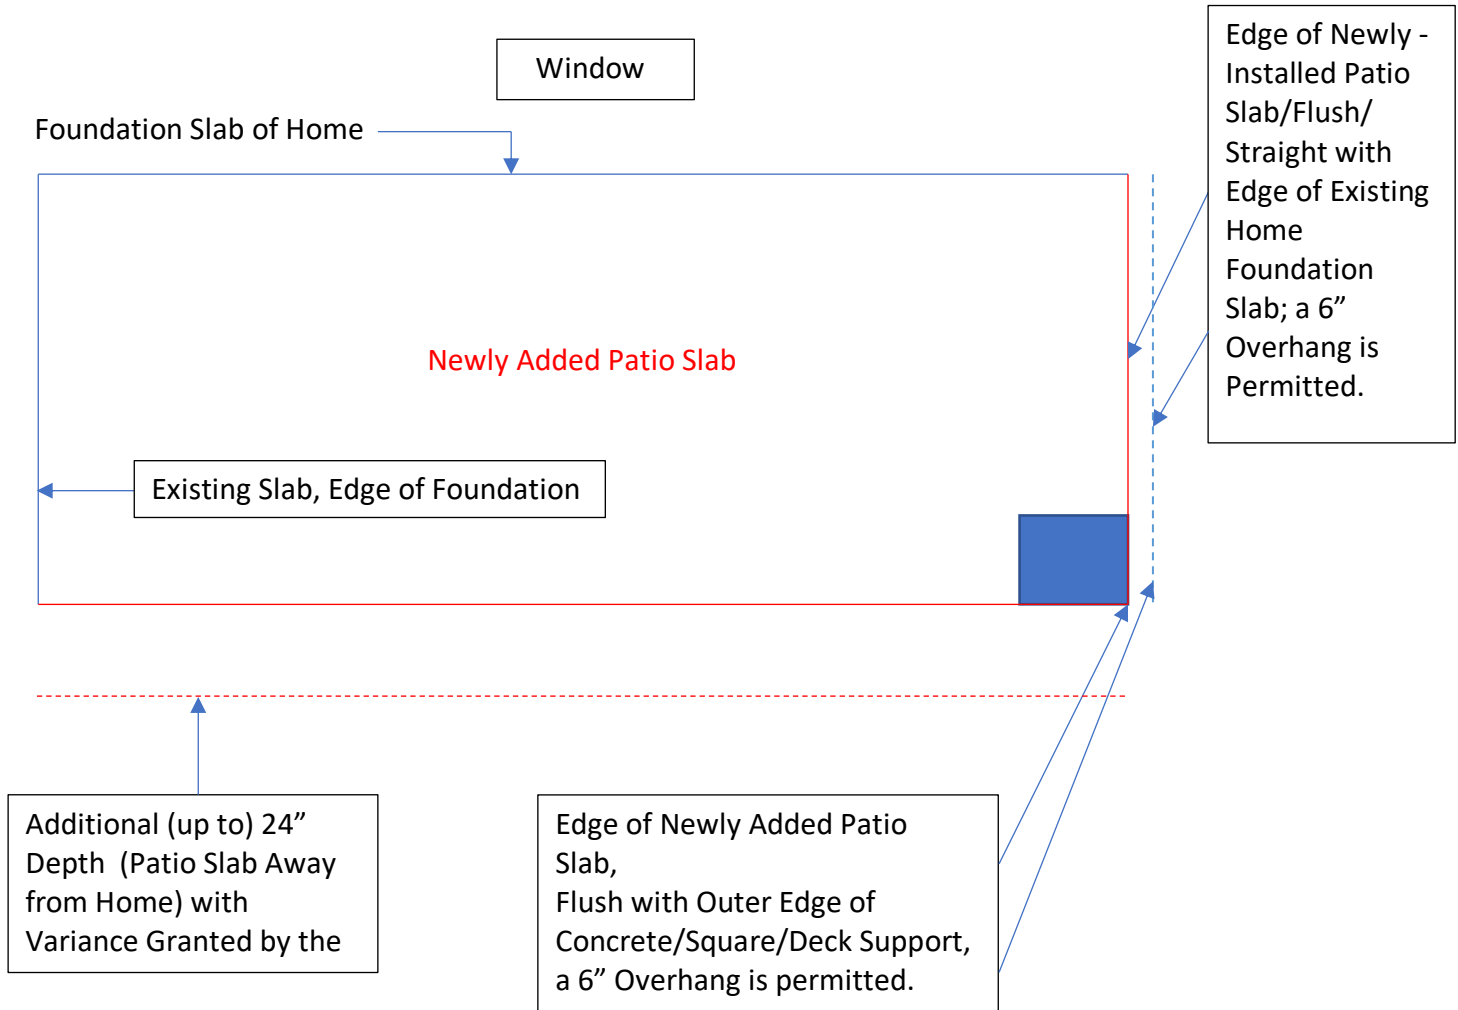 Window
Foundation Slab of Home
Edge of Newly -
Installed Patio
Slab/Flush/
Straight with
Edge of Existing
Home
Foundation
Slab; a 6”
Overhang is
Permitted.
Newly Added Patio Slab
Existing Slab, Edge of Foundation
Additional (up to) 24”
Depth  (Patio Slab Away
from Home) with
Variance Granted by the
Edge of Newly Added Patio
Slab,
Flush with Outer Edge of
Concrete/Square/Deck Support,
a 6” Overhang is permitted.